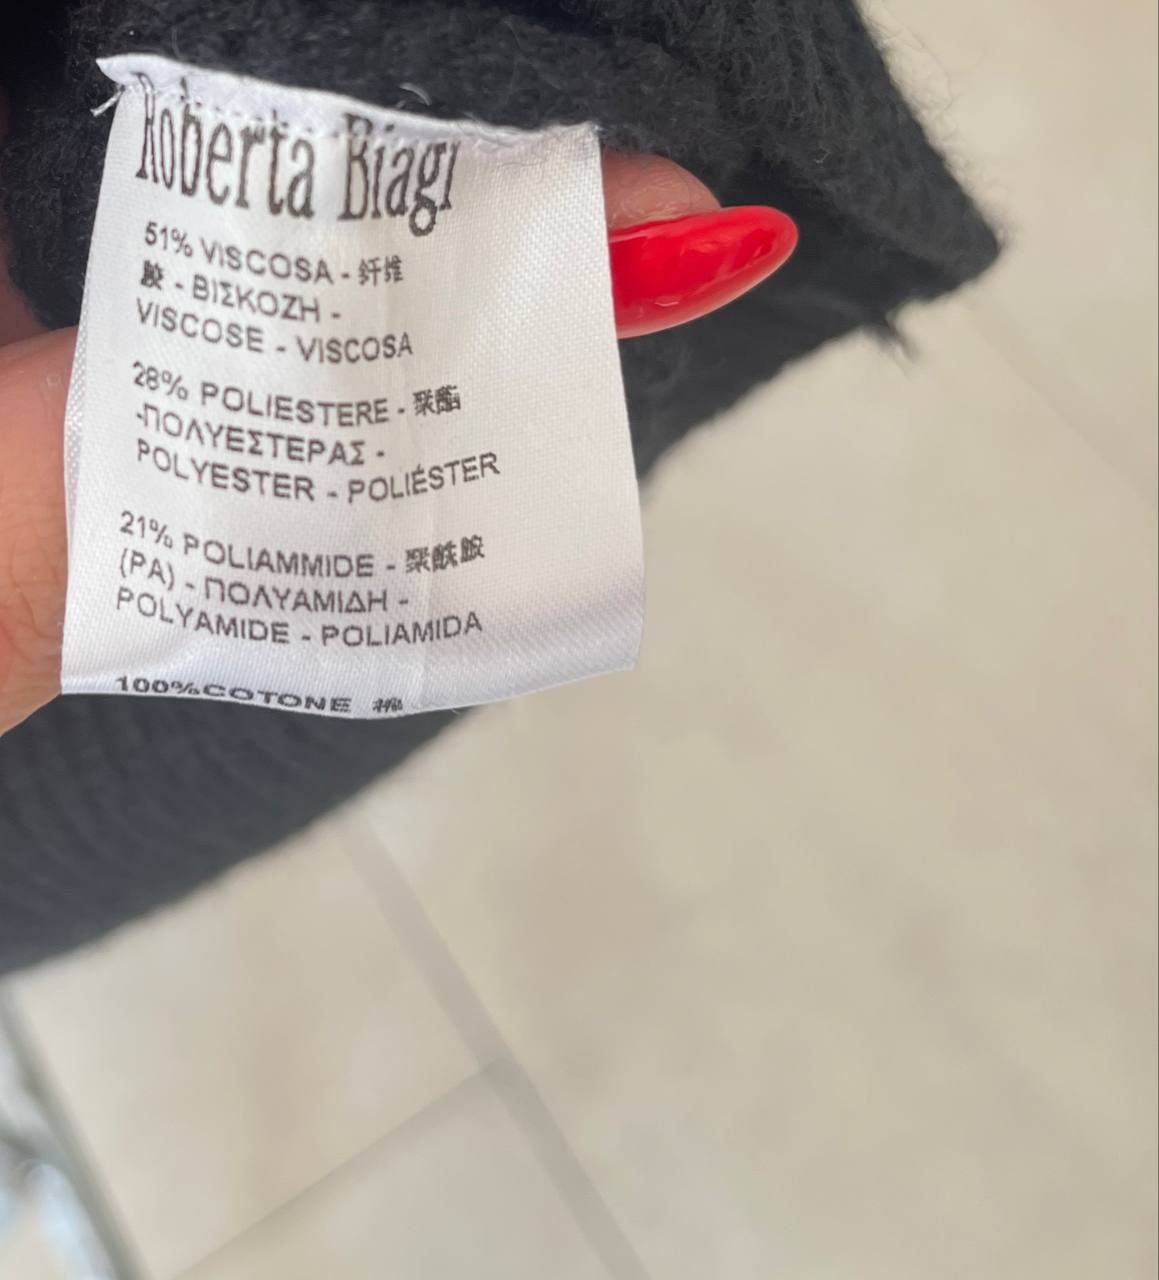 Roberta Biagi
51% VISCOSA - 纤维
胶 - ΒΙΣΚΟΖΗ -
VISCOSE - VISCOSA
28% POLIESTERE - 聚酯
-ΠΟΛΥΕΣΤΕΡΑΣ -
POLYESTER - POLIÉSTER
21% POLIAMMIDE - 聚酰胺
(PA) - ΠΟΛΥΑΜΙΔΗ -
POLYAMIDE - POLIAMIDA
100%COTONE 棉